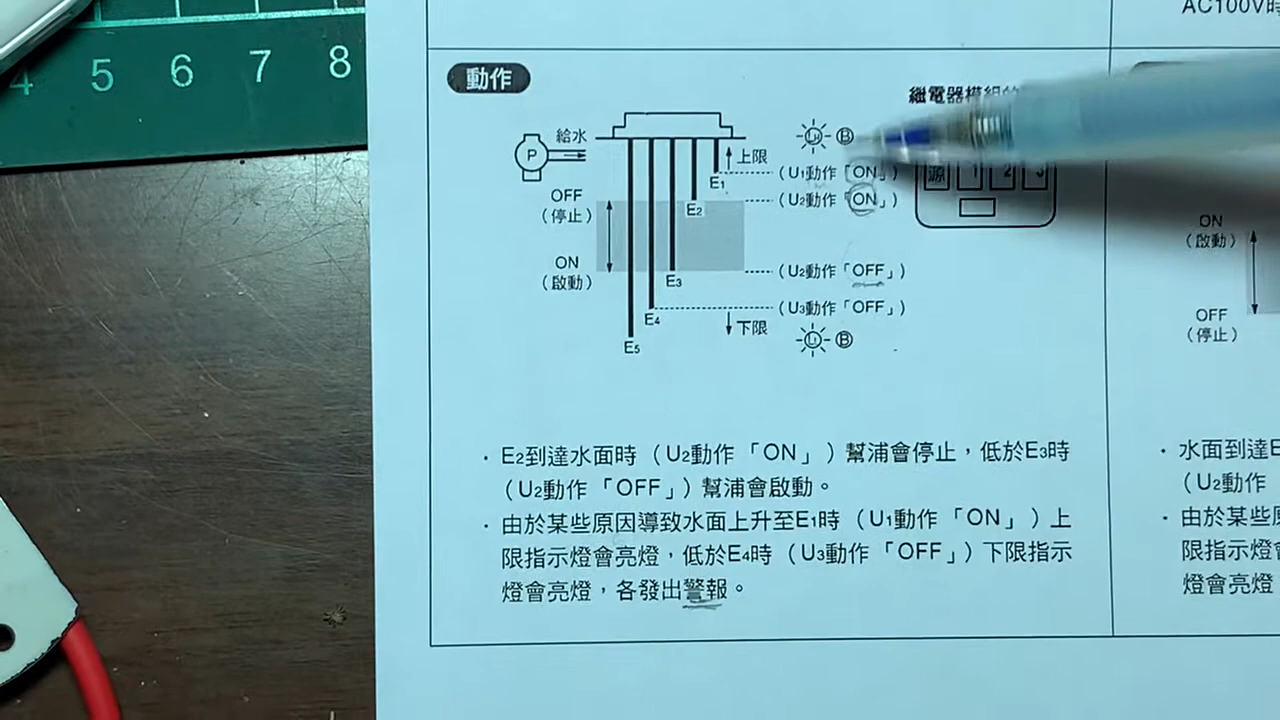 4 5 6 7 8
AC100V時
動作
繼電器模組的
給水
P
上限
E1
(U1動作「ON」)
OFF
(停止)
E2
(U2動作「ON」)
源 1 2 3
ON
(啟動)
E3
(U2動作「OFF」)
E4
(U3動作「OFF」)
下限
E5
B
B
ON
(啟動)
OFF
(停止)
・E2到達水面時（U2動作「ON」）幫浦會停止，低於E3時
（U2動作「OFF」）幫浦會啟動。
・由於某些原因導致水面上升至E1時（U1動作「ON」）上
限指示燈會亮燈，低於E4時（U3動作「OFF」）下限指示
燈會亮燈，各發出警報。
・水面到達E
（U2動作
・由於某些原
限指示燈會
燈會亮燈，